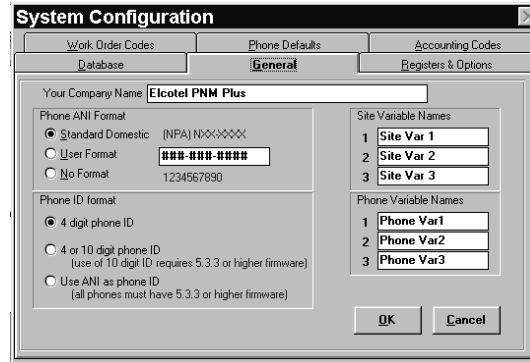 System Configuration
Work Order Codes
Phone Defaults
Accounting Codes
Database
General
Registers & Options
Your Company Name Elcotel PNM Plus
Phone ANI Format
Standard Domestic (NPA) NXX-XXXX
User Format ###-###-####
No Format 1234567890
Site Variable Names
1 Site Var 1
2 Site Var 2
3 Site Var 3
Phone ID format
4 digit phone ID
4 or 10 digit phone ID
(use of 10 digit ID requires 5.3.3 or higher firmware)
Use ANI as phone ID
(all phones must have 5.3.3 or higher firmware)
Phone Variable Names
1 Phone Var1
2 Phone Var2
3 Phone Var3
OK
Cancel